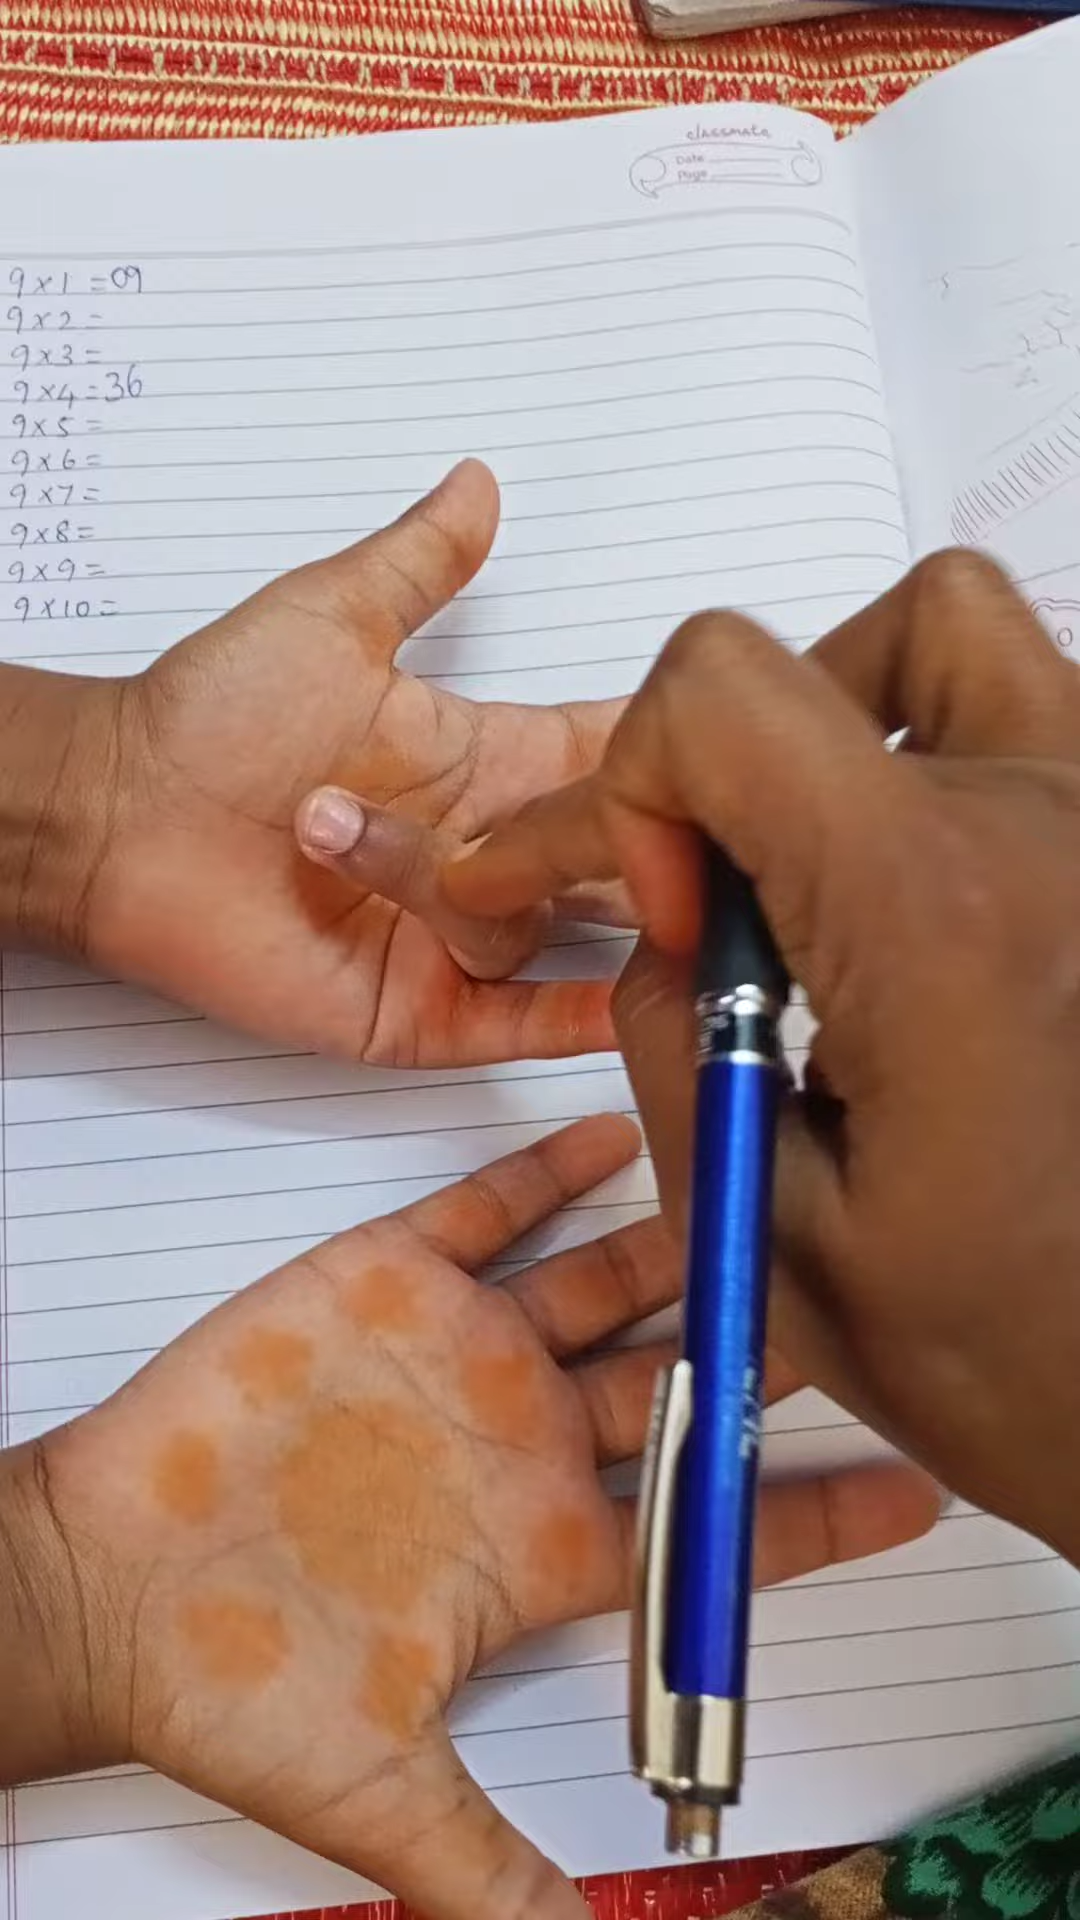 classmate
Date
Page
9x1 =09
9x2 =
9x3 =
9x4=36
9x5 =
9x6=
9x7=
9x8=
9x9=
9x10=